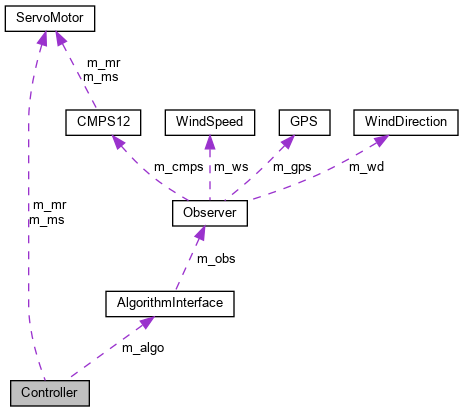 ServoMotor
m_mr
m_ms
CMPS12
WindSpeed
GPS
WindDirection
m_cmps
m_ws
m_gps
m_wd
Observer
m_mr
m_ms
m_obs
AlgorithmInterface
m_algo
Controller